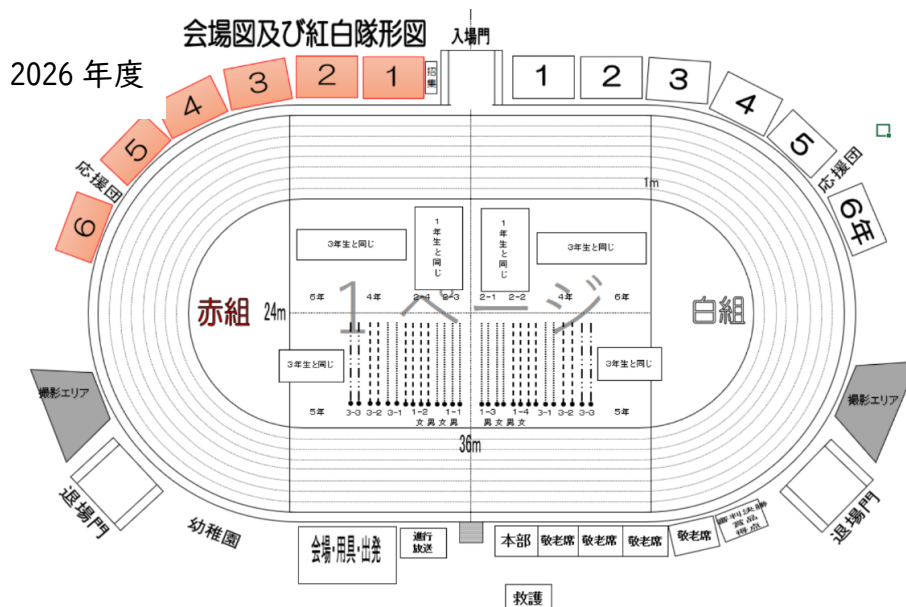 会場図及び紅白隊形図
2026 年度
入場門
招集
6
5
4
3
2
1
1
2
3
4
5
6年
応援団
応援団
1m
3年生と同じ
1年生と同じ
1年生と同じ
3年生と同じ
6年
4年
2-4
2-3
2-1
2-2
4年
6年
赤組
24m
1 ページ
白組
3年生と同じ
3年生と同じ
5年
3-3
3-2
3-1
1-2
1-1
1-3
1-4
3-1
3-2
3-3
5年
女 男 女 男
男 女 男 女
36m
撮影エリア
撮影エリア
退場門
退場門
幼稚園
会場・用具・出発
進行
放送
本部
敬老席
敬老席
敬老席
敬老席
審判決勝
賞品
得点
救護